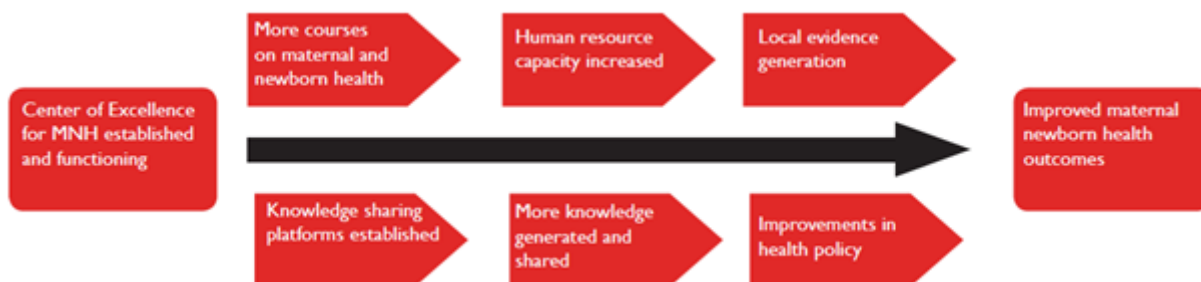 Center of Excellence
for MNH established
and functioning
More courses
on maternal and
newborn health
Human resource
capacity increased
Local evidence
generation
Knowledge sharing
platforms established
More knowledge
generated and
shared
Improvements in
health policy
Improved maternal
newborn health
outcomes